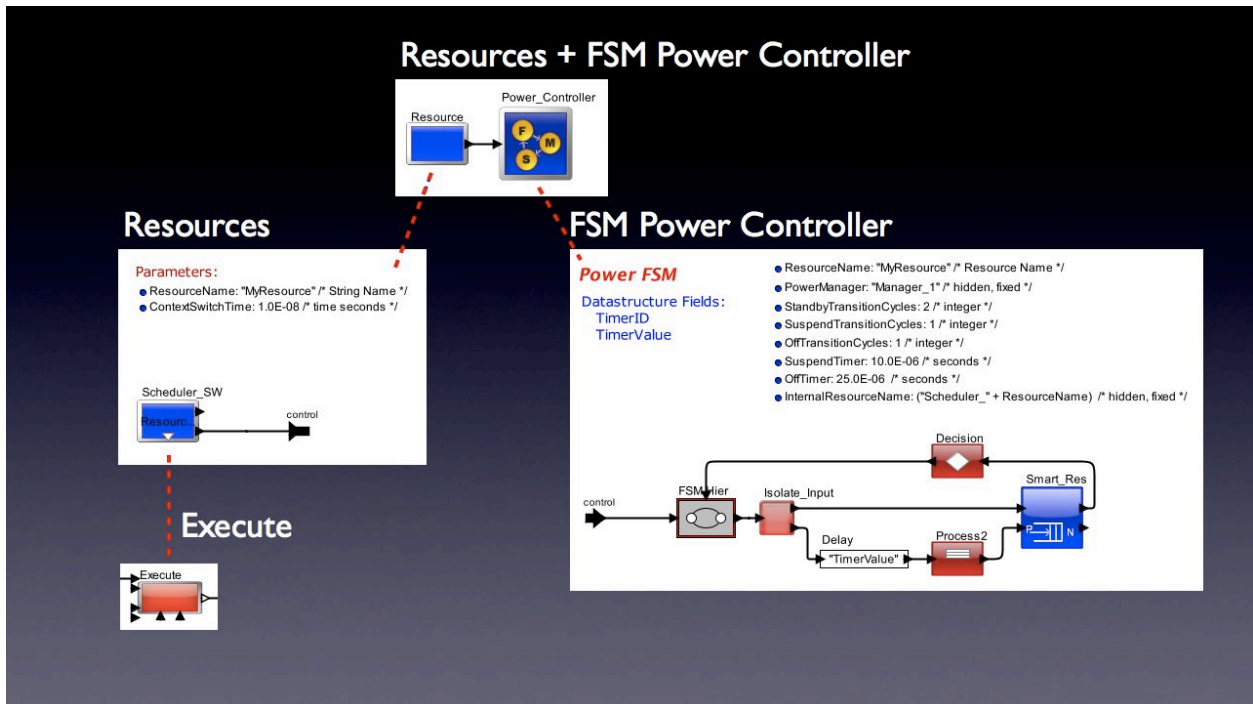 Resources + FSM Power Controller
Power_Controller
Resource
F
M
S
Resources
FSM Power Controller
Parameters:
ResourceName: "MyResource" /* String Name */
ContextSwitchTime: 1.0E-08 /* time seconds */
Scheduler_SW
Resourc...
control
Execute
Execute
Power FSM
Datastructure Fields:
TimerID
TimerValue
ResourceName: "MyResource" /* Resource Name */
PowerManager: "Manager_1" /* hidden, fixed */
StandbyTransitionCycles: 2 /* integer */
SuspendTransitionCycles: 1 /* integer */
OffTransitionCycles: 1 /* integer */
SuspendTimer: 10.0E-06 /* seconds */
OffTimer: 25.0E-06 /* seconds */
InternalResourceName: ("Scheduler_" + ResourceName) /* hidden, fixed */
Decision
Smart_Res
FSM Hier
Isolate_Input
control
P
N
Delay
Process2
"TimerValue"